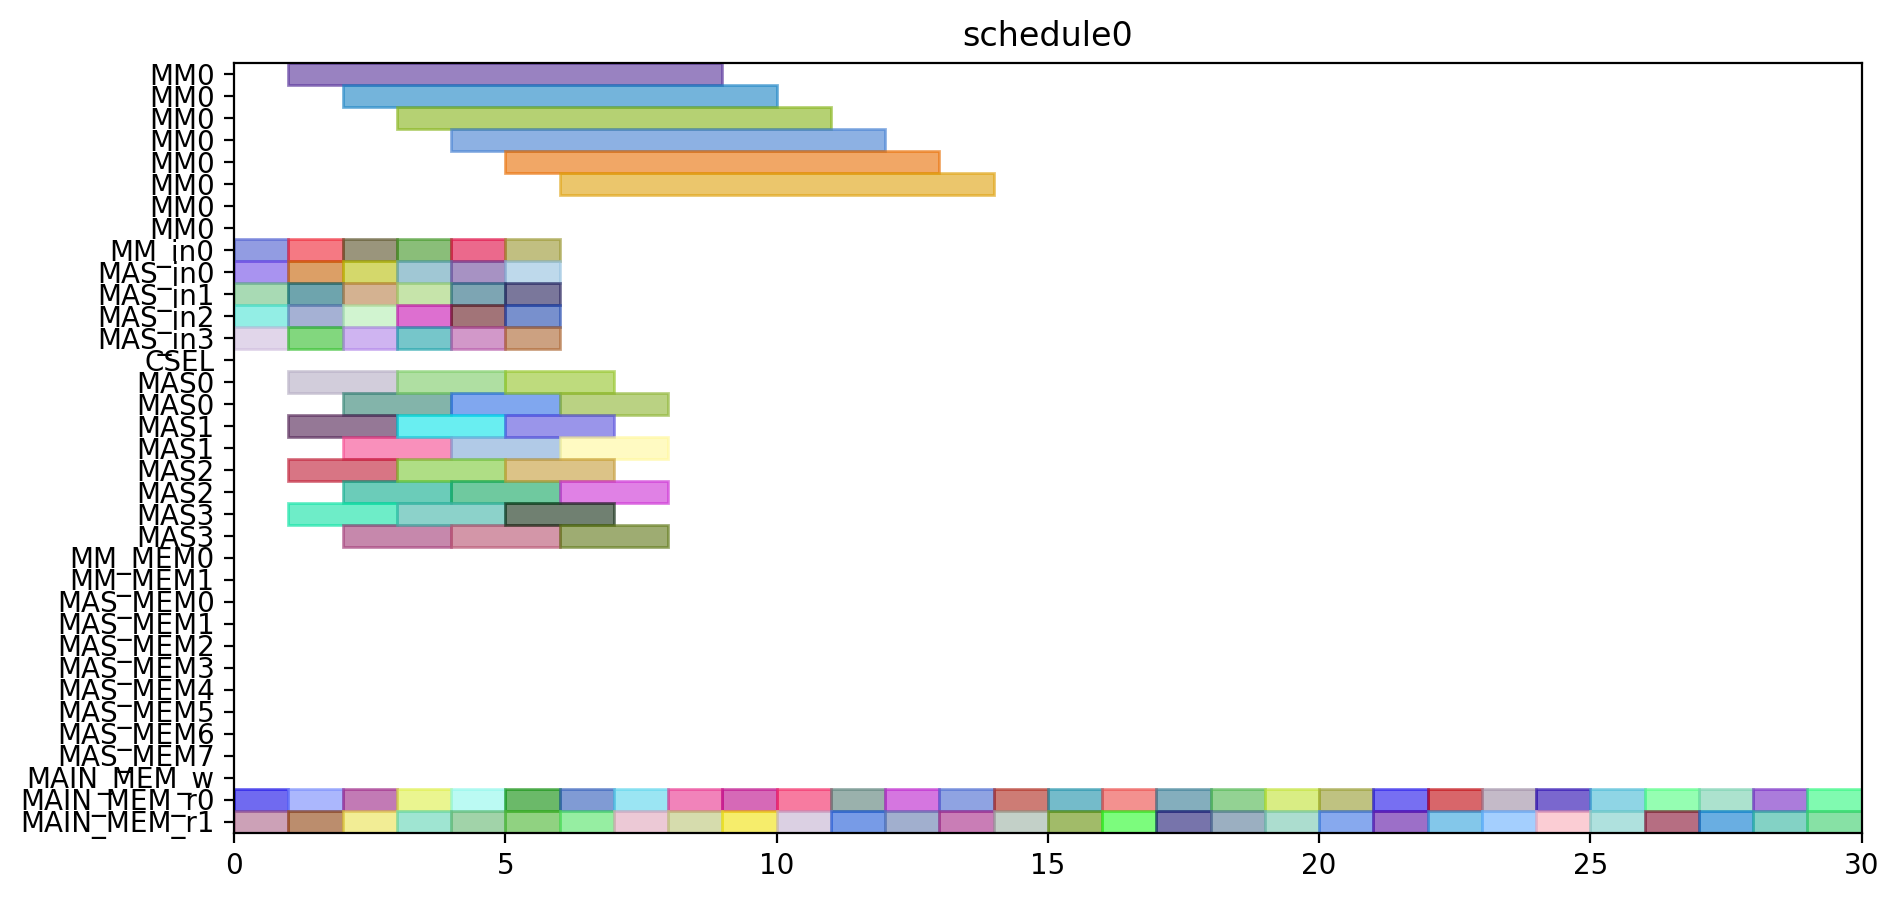 schedule0
MM0
MM0
MM0
MM0
MM0
MM0
MM0
MM0
MM_in0
MAS_in0
MAS_in1
MAS_in2
MAS_in3
CSEL
MAS0
MAS0
MAS1
MAS1
MAS2
MAS2
MAS3
MAS3
MM_MEM0
MM_MEM1
MAS_MEM0
MAS_MEM1
MAS_MEM2
MAS_MEM3
MAS_MEM4
MAS_MEM5
MAS_MEM6
MAS_MEM7
MAIN_MEM_w
MAIN_MEM_r0
MAIN_MEM_r1
0 5 10 15 20 25 30